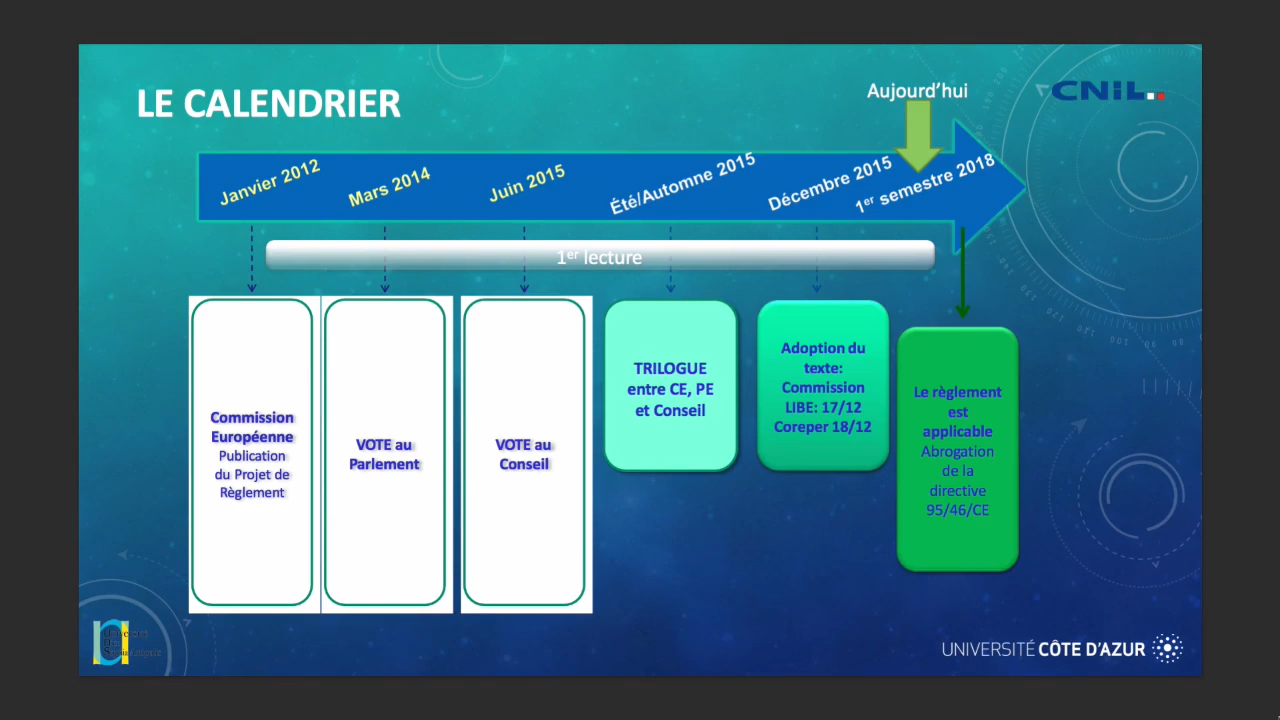 LE CALENDRIER
Aujourd’hui
CNIL
Janvier 2012
Mars 2014
Juin 2015
Été/Automne 2015
Décembre 2015
1er semestre 2018
1er lecture
Commission
Européenne
Publication
du Projet de
Règlement
VOTE au
Parlement
VOTE au
Conseil
TRILOGUE
entre CE, PE
et Conseil
Adoption du
texte:
Commission
LIBE: 17/12
Coreper 18/12
Le règlement
est
applicable
Abrogation
de la
directive
95/46/CE
UNIVERSITÉ CÔTE D'AZUR